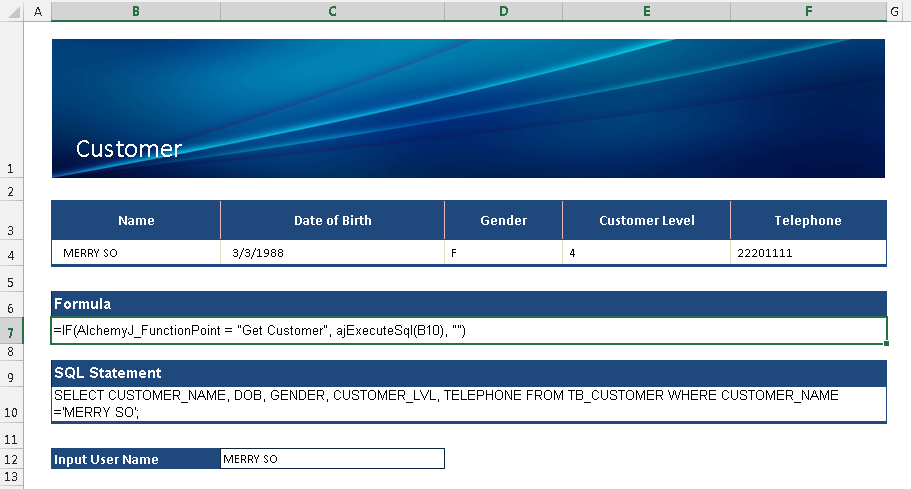 A B C D E F G
1
Customer
2
3 Name Date of Birth Gender Customer Level Telephone
4 MERRY SO 3/3/1988 F 4 22201111
5
6 Formula
7 =IF(AlchemyJ_FunctionPoint = "Get Customer", ajExecuteSql(B10), "")
8
9 SQL Statement
SELECT CUSTOMER_NAME, DOB, GENDER, CUSTOMER_LVL, TELEPHONE FROM TB_CUSTOMER WHERE CUSTOMER_NAME
10 ='MERRY SO';
11
12 Input User Name MERRY SO
13